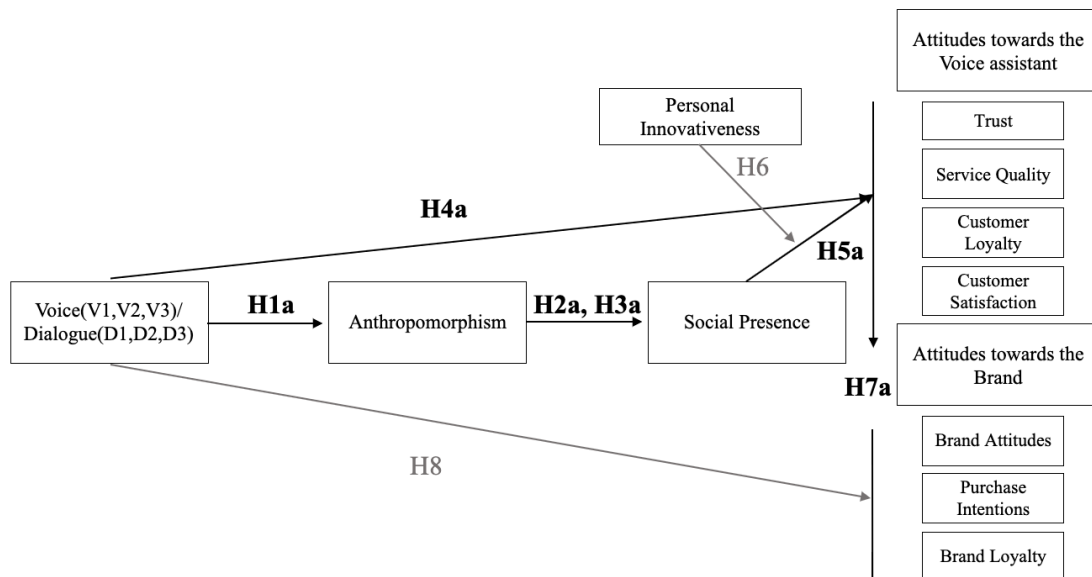 Attitudes towards the
Voice assistant
Personal
Innovativeness
Trust
H6
Service Quality
H4a
Customer
Loyalty
H5a
Customer
Satisfaction
Voice(V1,V2,V3)/
Dialogue(D1,D2,D3)
H1a
Anthropomorphism
H2a, H3a
Social Presence
Attitudes towards the
Brand
H7a
Brand Attitudes
H8
Purchase
Intentions
Brand Loyalty